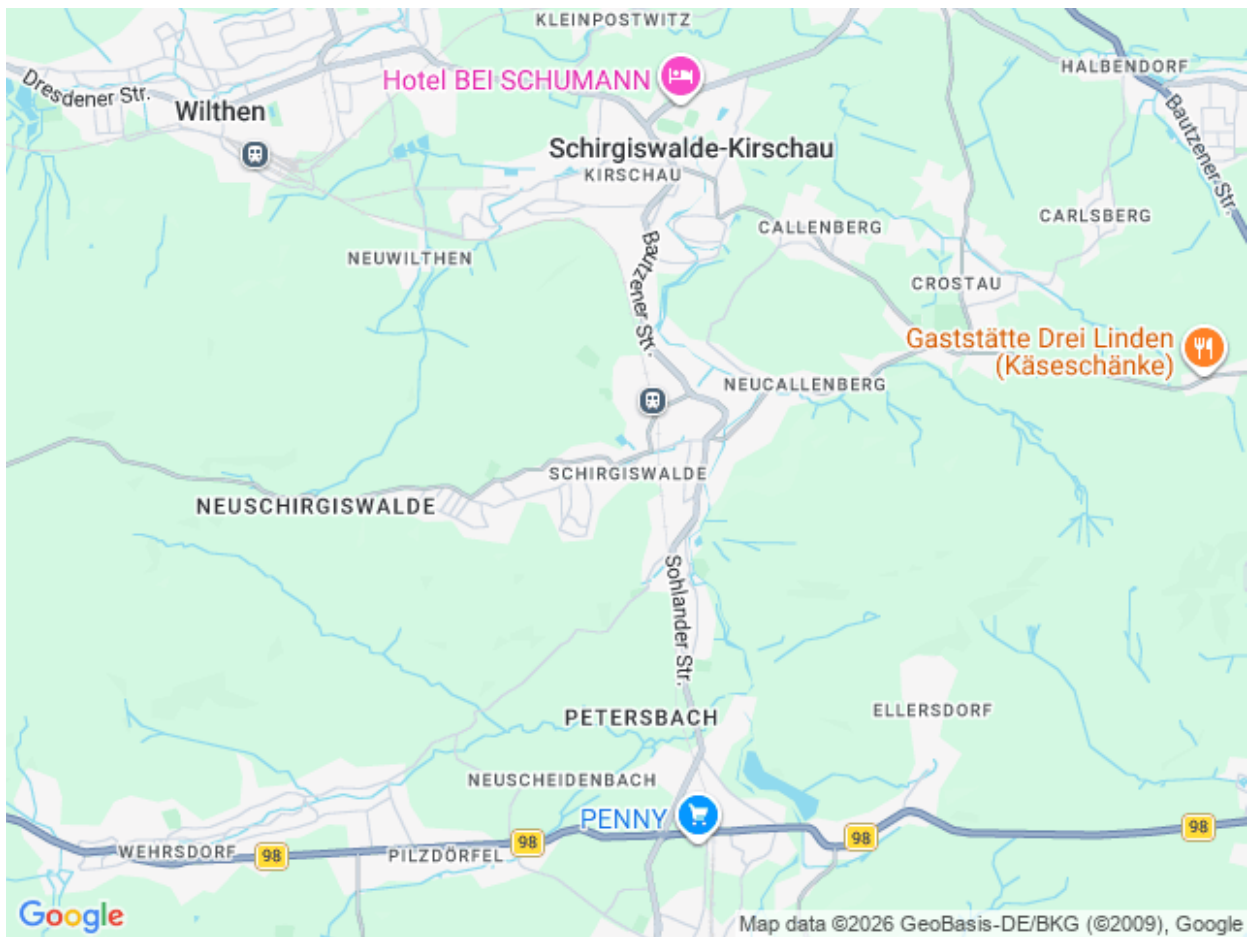 KLEINPOSTWITZ
HALBENDORF
Hotel BEI SCHUMANN
Dresdener Str.
Wilthen
Bautzener Str.
Schirgiswalde-Kirschau
KIRSCHAU
CARLSBERG
CALLENBERG
NEUWILTHEN
Bautzener Str.
CROSTAU
Gaststätte Drei Linden
(Käseschänke)
NEUCALLENBERG
SCHIRGISWALDE
NEUSCHIRGISWALDE
Sohlander Str.
ELLERSDORF
PETERSBACH
NEUSCHEIDENBACH
PENNY
98
98
98
98
WEHRSDORF
PILZDÖRFEL
Google
Map data ©2026 GeoBasis-DE/BKG (©2009), Google